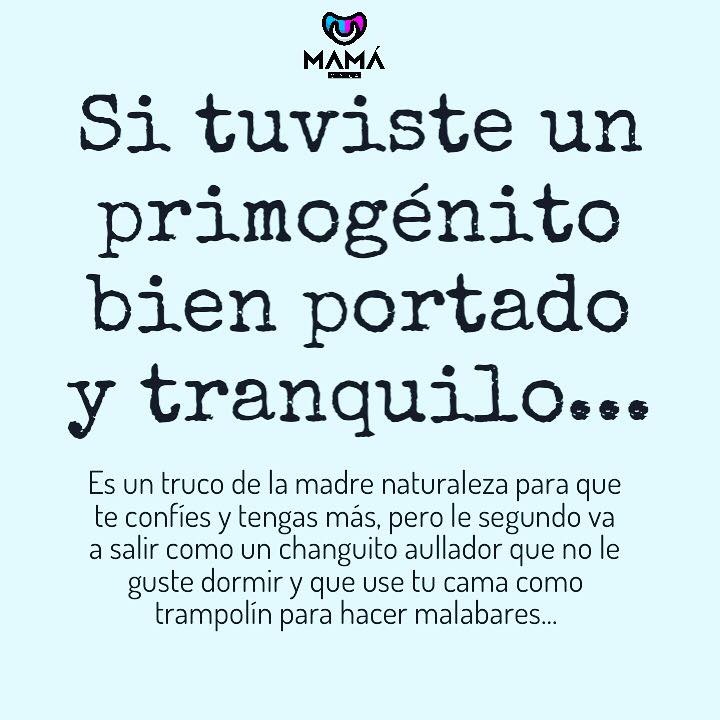 MAMÁ
Si tuviste un
primogénito
bien portado
y tranquilo...
Es un truco de la madre naturaleza para que
te confíes y tengas más, pero le segundo va
a salir como un changuito aullador que no le
guste dormir y que use tu cama como
trampolín para hacer malabares...